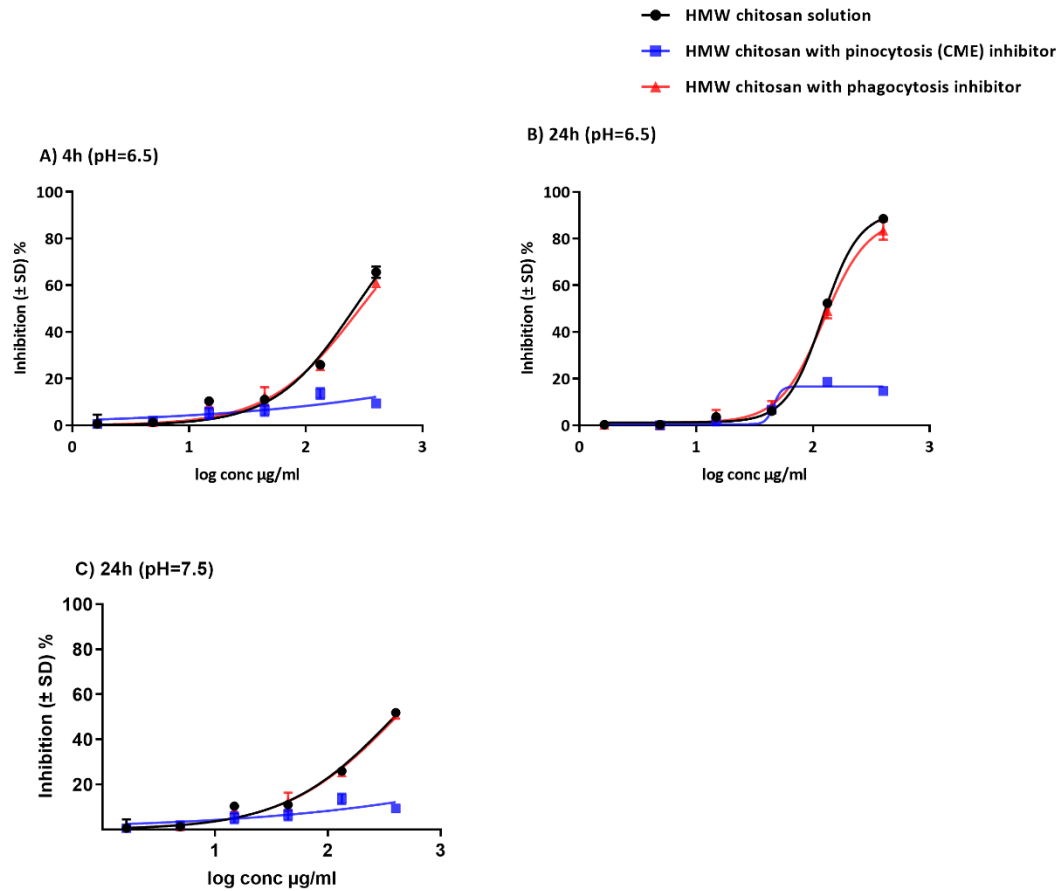 HMW chitosan solution
HMW chitosan with pinocytosis (CME) inhibitor
HMW chitosan with phagocytosis inhibitor
A) 4h (pH=6.5)
100
80
60
40
20
0
0
1
2
3
Inhibition (± SD) %
log conc µg/ml
B) 24h (pH=6.5)
100
80
60
40
20
0
0
1
2
3
Inhibition (± SD) %
log conc µg/ml
C) 24h (pH=7.5)
100
80
60
40
20
1
2
3
Inhibition (± SD) %
log conc µg/ml